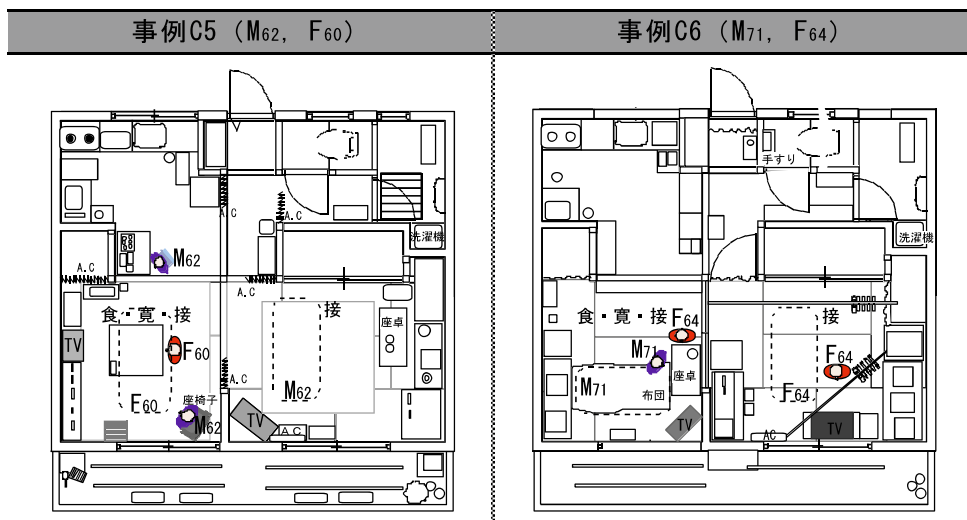 事例C5（M62, F60）
A.C
A.C
洗濯機
M62
A.C
A.C
食・寛・接
接
座卓
TV
F60
A.C
F60
座椅子
M62
M62
TV
A.C
事例C6（M71, F64）
手すり
洗濯機
食・寛・接
F64
接
M71
座卓
F64
M71
布団
F64
TV
AC
TV